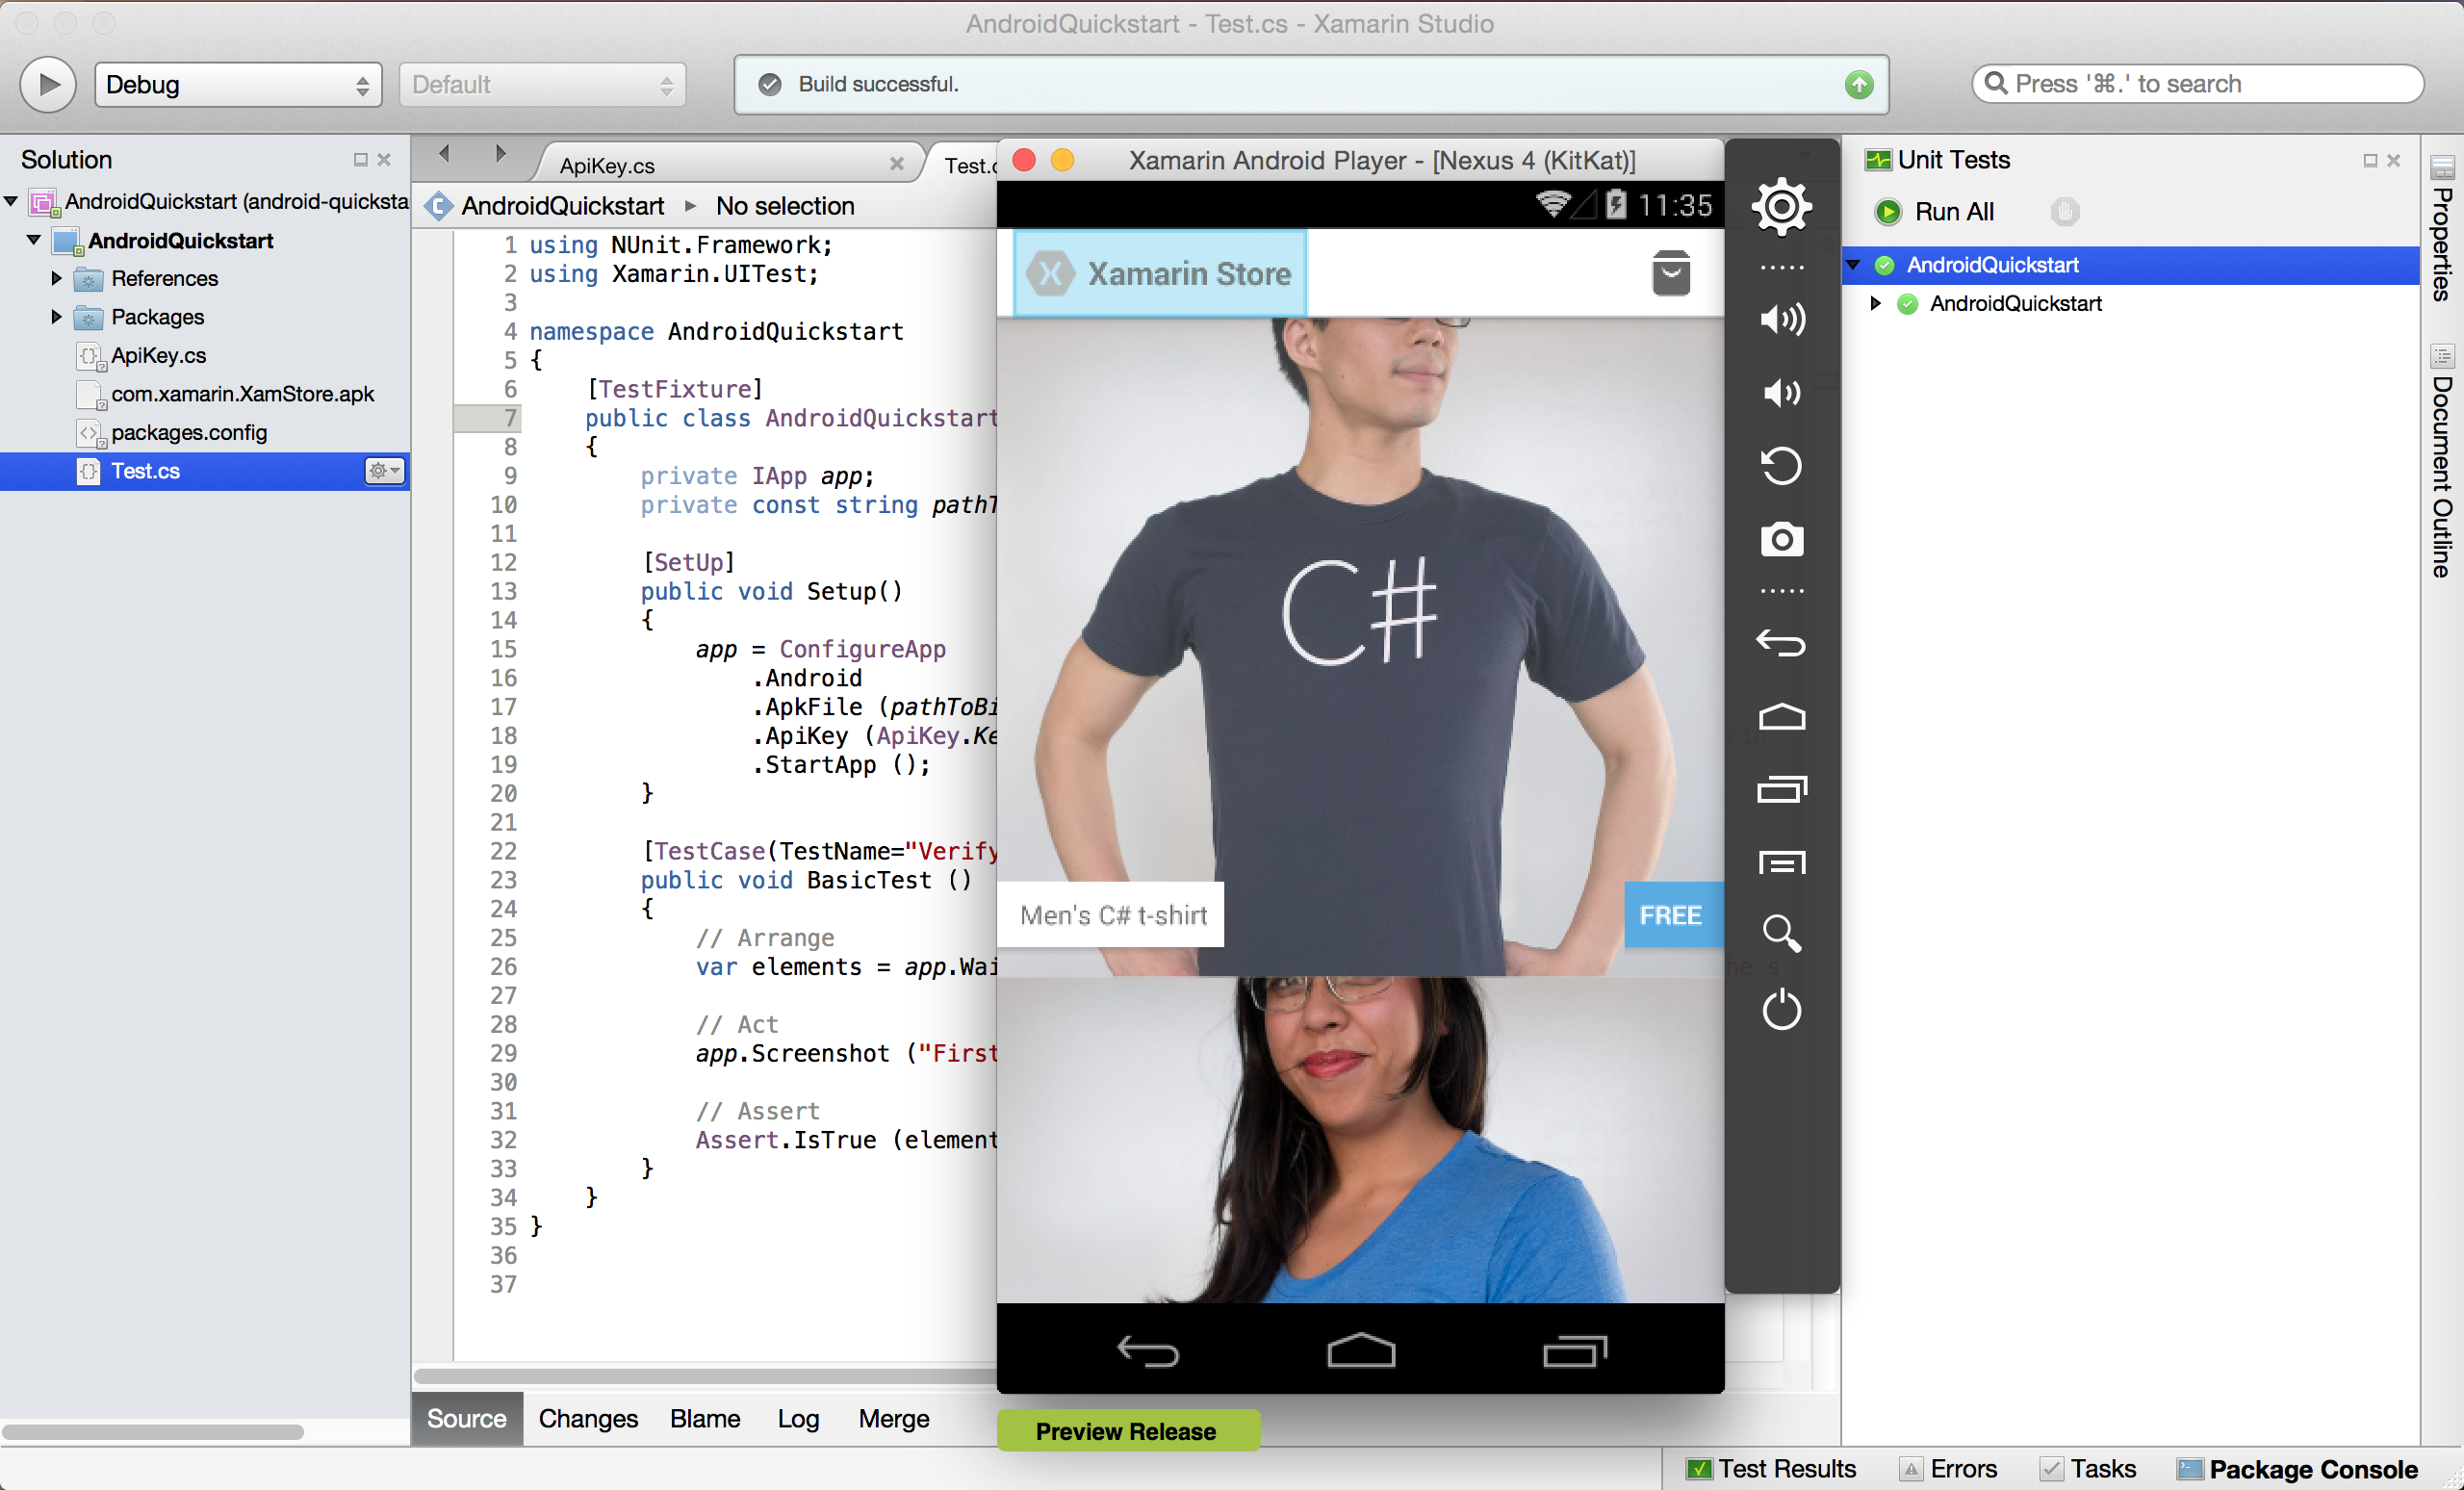 AndroidQuickstart - Test.cs - Xamarin Studio
Debug
Default
Build successful.
Press '⌘.' to search
Solution
AndroidQuickstart (android-quicksta
AndroidQuickstart
References
Packages
ApiKey.cs
com.xamarin.XamStore.apk
packages.config
Test.cs
ApiKey.cs
Test.c
AndroidQuickstart
No selection
1 using NUnit.Framework;
2 using Xamarin.UITest;
3
4 namespace AndroidQuickstart
5 {
6 [TestFixture]
7 public class AndroidQuickstart
8 {
9 private IApp app;
10 private const string pathT
11
12 [SetUp]
13 public void Setup()
14 {
15 app = ConfigureApp
16 .Android
17 .ApkFile (pathToBi
18 .ApiKey (ApiKey.Ke
19 .StartApp ();
20 }
21
22 [TestCase(TestName="Verify
23 public void BasicTest ()
24 {
25 // Arrange
26 var elements = app.Wai
27
28 // Act
29 app.Screenshot ("First
30
31 // Assert
32 Assert.IsTrue (element
33 }
34 }
35 }
36
37
Source
Changes
Blame
Log
Merge
Xamarin Android Player - [Nexus 4 (KitKat)]
11:35
Xamarin Store
C#
Men's C# t-shirt
FREE
rin
he s
Preview Release
Unit Tests
Run All
AndroidQuickstart
AndroidQuickstart
Properties
Document Outline
Test Results
Errors
Tasks
Package Console